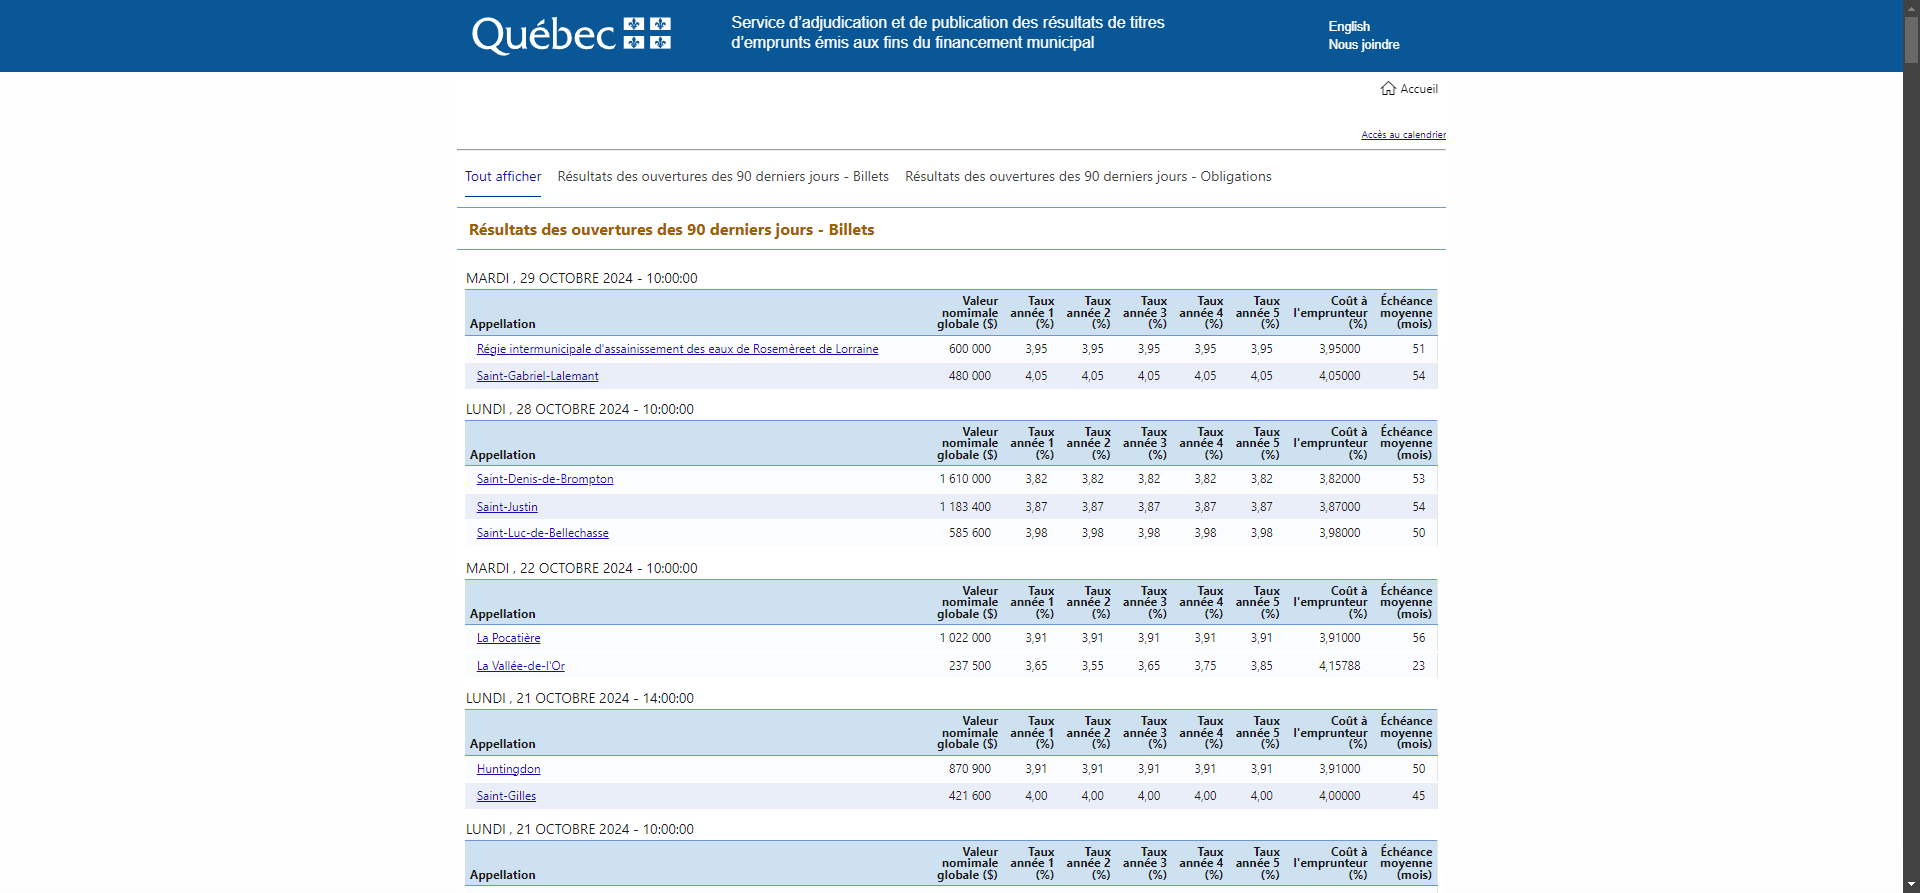 Québec
Service d'adjudication et de publication des résultats de titres
d'emprunts émis aux fins du financement municipal
English
Nous joindre
Accueil
Accès au calendrier
Tout afficher Résultats des ouvertures des 90 derniers jours - Billets Résultats des ouvertures des 90 derniers jours - Obligations
Résultats des ouvertures des 90 derniers jours - Billets
MARDI , 29 OCTOBRE 2024 - 10:00:00
Appellation Valeur nomimale globale ($) Taux année 1 (%) Taux année 2 (%) Taux année 3 (%) Taux année 4 (%) Taux année 5 (%) Coût à l'emprunteur (%) Échéance moyenne (mois)
Régie intermunicipale d'assainissement des eaux de Rosemèreet de Lorraine 600 000 3,95 3,95 3,95 3,95 3,95 3,95000 51
Saint-Gabriel-Lalemant 480 000 4,05 4,05 4,05 4,05 4,05 4,05000 54
LUNDI , 28 OCTOBRE 2024 - 10:00:00
Appellation Valeur nomimale globale ($) Taux année 1 (%) Taux année 2 (%) Taux année 3 (%) Taux année 4 (%) Taux année 5 (%) Coût à l'emprunteur (%) Échéance moyenne (mois)
Saint-Denis-de-Brompton 1 610 000 3,82 3,82 3,82 3,82 3,82 3,82000 53
Saint-Justin 1 183 400 3,87 3,87 3,87 3,87 3,87 3,87000 54
Saint-Luc-de-Bellechasse 585 600 3,98 3,98 3,98 3,98 3,98 3,98000 50
MARDI , 22 OCTOBRE 2024 - 10:00:00
Appellation Valeur nomimale globale ($) Taux année 1 (%) Taux année 2 (%) Taux année 3 (%) Taux année 4 (%) Taux année 5 (%) Coût à l'emprunteur (%) Échéance moyenne (mois)
La Pocatière 1 022 000 3,91 3,91 3,91 3,91 3,91 3,91000 56
La Vallée-de-l'Or 237 500 3,65 3,55 3,65 3,75 3,85 4,15788 23
LUNDI , 21 OCTOBRE 2024 - 14:00:00
Appellation Valeur nomimale globale ($) Taux année 1 (%) Taux année 2 (%) Taux année 3 (%) Taux année 4 (%) Taux année 5 (%) Coût à l'emprunteur (%) Échéance moyenne (mois)
Huntingdon 870 900 3,91 3,91 3,91 3,91 3,91 3,91000 50
Saint-Gilles 421 600 4,00 4,00 4,00 4,00 4,00 4,00000 45
LUNDI , 21 OCTOBRE 2024 - 10:00:00
Appellation Valeur nomimale globale ($) Taux année 1 (%) Taux année 2 (%) Taux année 3 (%) Taux année 4 (%) Taux année 5 (%) Coût à l'emprunteur (%) Échéance moyenne (mois)